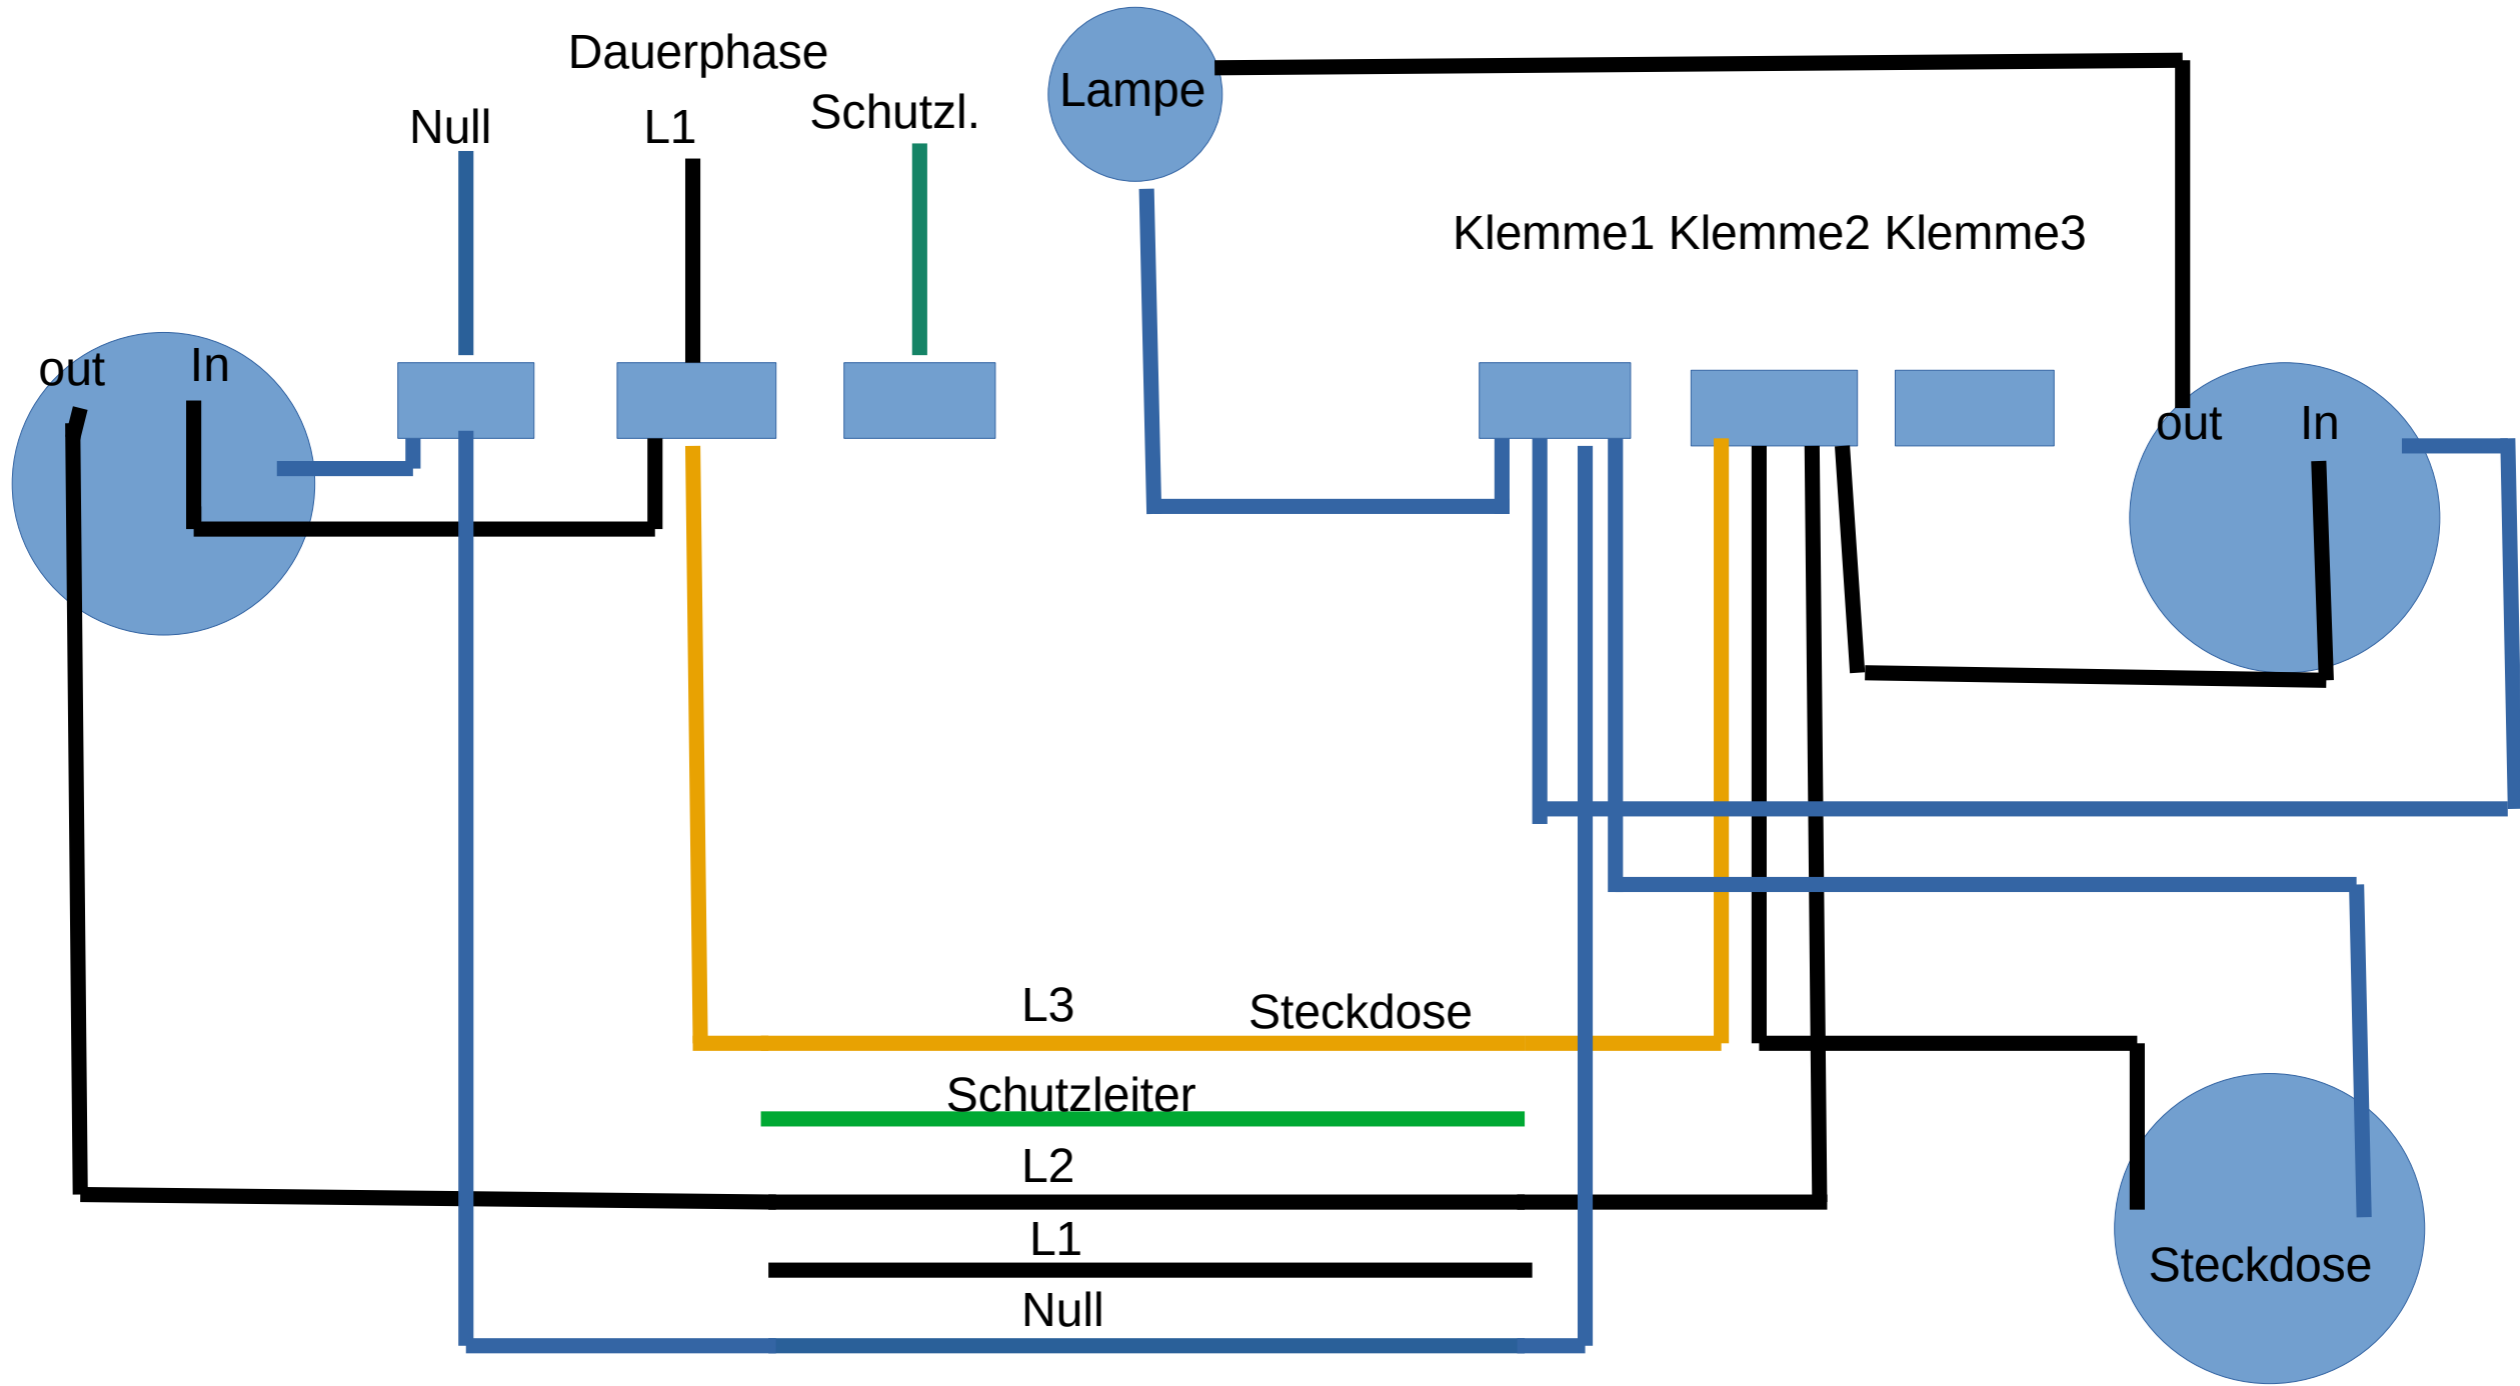 Dauerphase
Null
L1
Schutzl.
Lampe
Klemme1 Klemme2 Klemme3
out
In
out
In
L3
Steckdose
Schutzleiter
L2
L1
Null
Steckdose